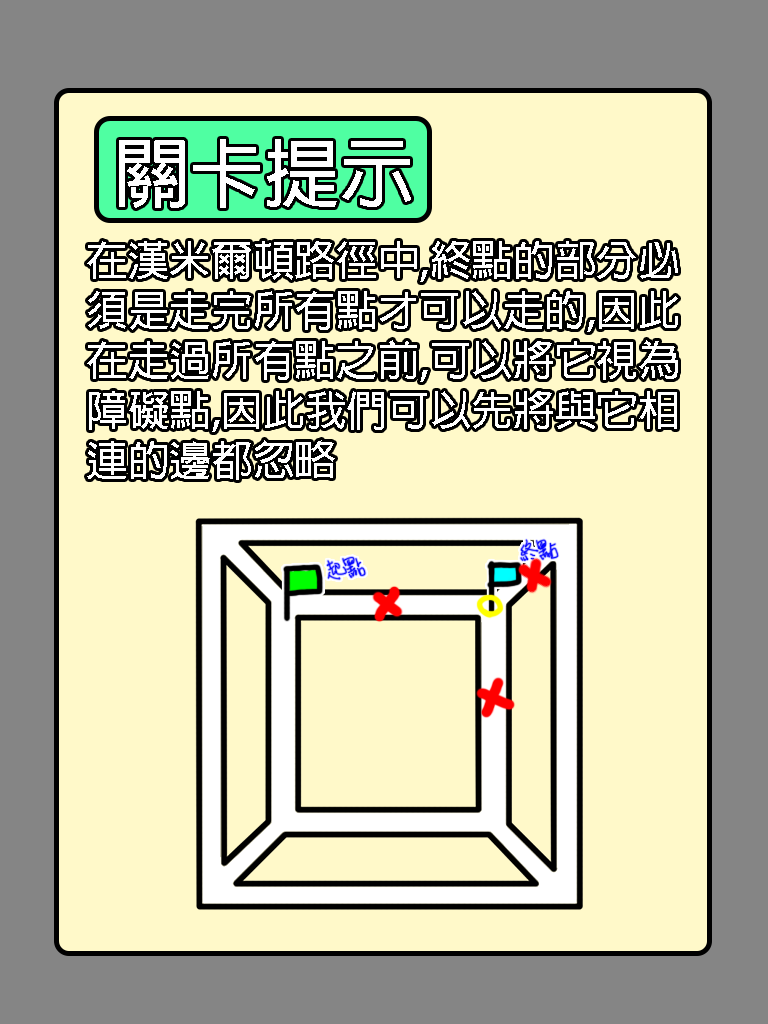 關卡提示
在漢米爾頓路徑中,終點的部分必
須是走完所有點才可以走的,因此
在走過所有點之前,可以將它視為
障礙點,因此我們可以先將與它相
連的邊都忽略
起點
終點